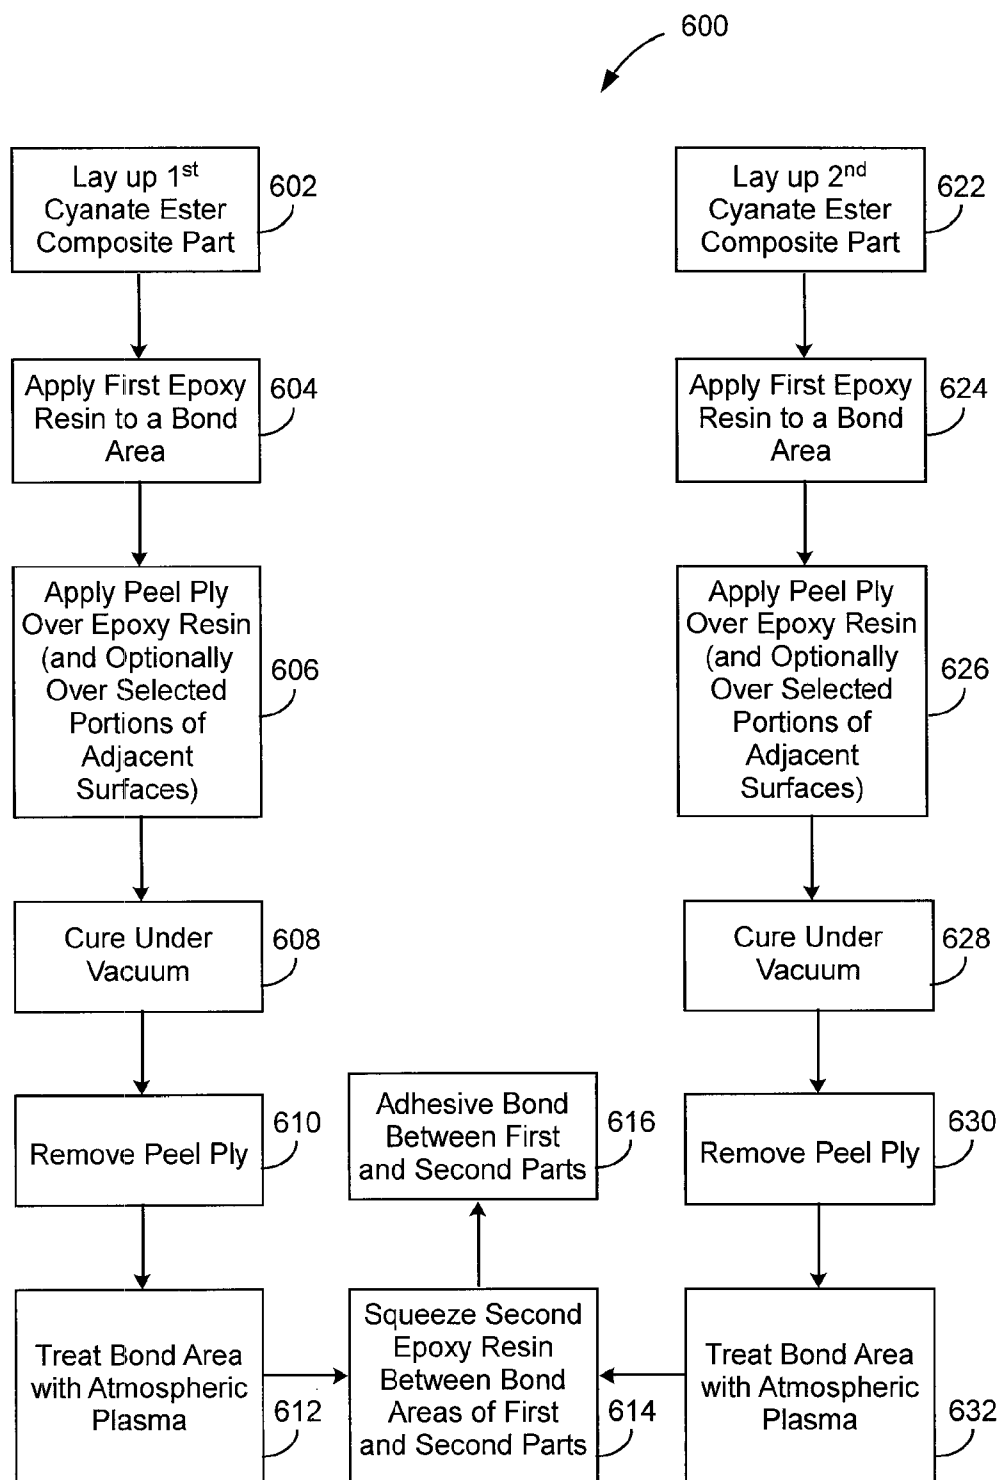 600
Lay up 1st
Cyanate Ester
Composite Part
602
Apply First Epoxy
Resin to a Bond
Area
604
Apply Peel Ply
Over Epoxy Resin
(and Optionally
Over Selected
Portions of
Adjacent
Surfaces)
606
Cure Under
Vacuum
608
Remove Peel Ply
610
Treat Bond Area
with Atmospheric
Plasma
612
Lay up 2nd
Cyanate Ester
Composite Part
622
Apply First Epoxy
Resin to a Bond
Area
624
Apply Peel Ply
Over Epoxy Resin
(and Optionally
Over Selected
Portions of
Adjacent
Surfaces)
626
Cure Under
Vacuum
628
Remove Peel Ply
630
Treat Bond Area
with Atmospheric
Plasma
632
Squeeze Second
Epoxy Resin
Between Bond
Areas of First
and Second Parts
614
Adhesive Bond
Between First
and Second Parts
616